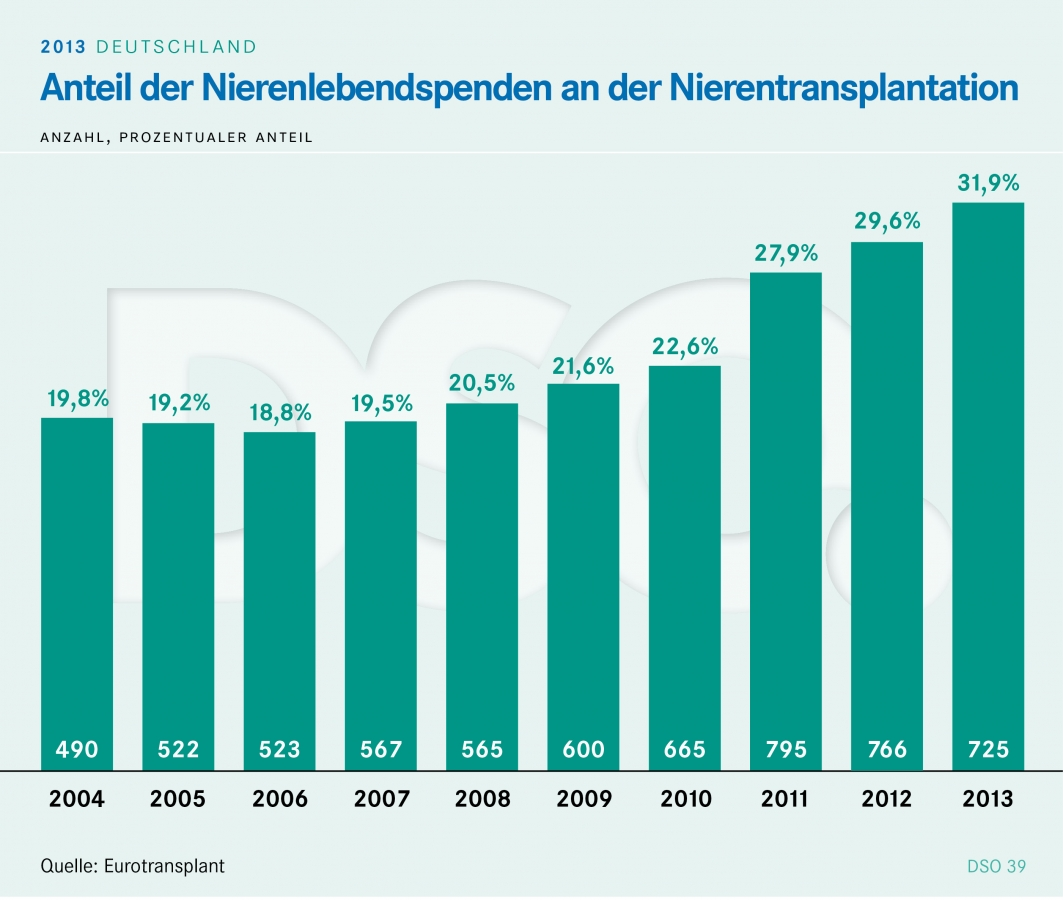 2013 DEUTSCHLAND
Anteil der Nierenlebendspenden an der Nierentransplantation
ANZAHL, PROZENTUALER ANTEIL
31,9%
29,6%
27,9%
22,6%
21,6%
20,5%
19,8% 19,2% 18,8% 19,5%
DSO.
490 522 523 567 565 600 665 795 766 725
2004 2005 2006 2007 2008 2009 2010 2011 2012 2013
Quelle: Eurotransplant
DSO 39